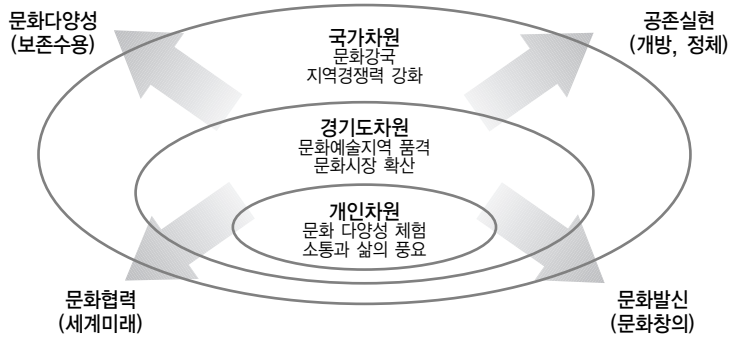 문화다양성
(보존수용)
공존실현
(개방, 정체)
국가차원
문화강국
지역경쟁력 강화
경기도차원
문화예술지역 품격
문화시장 확산
개인차원
문화 다양성 체험
소통과 삶의 풍요
문화협력
(세계미래)
문화발신
(문화창의)